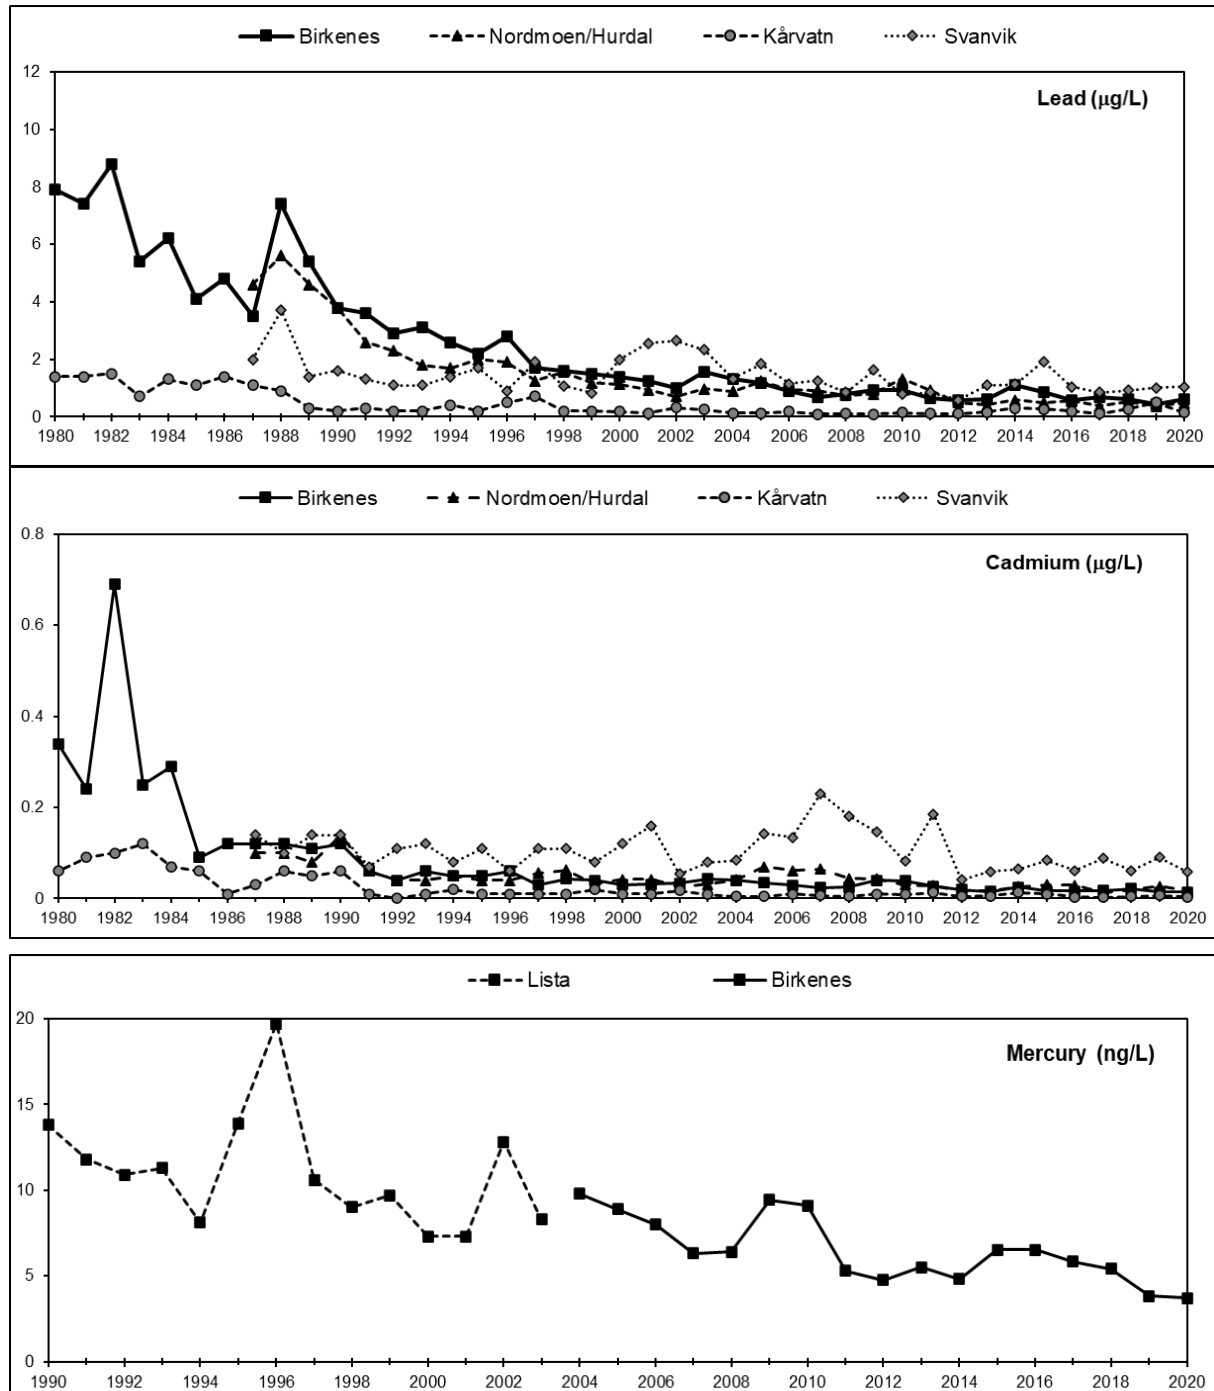 Birkenes Nordmoen/Hurdal Kårvatn Svanvik
Lead (µg/L)
12
10
8
6
4
2
0
1980 1982 1984 1986 1988 1990 1992 1994 1996 1998 2000 2002 2004 2006 2008 2010 2012 2014 2016 2018 2020
Birkenes Nordmoen/Hurdal Kårvatn Svanvik
Cadmium (µg/L)
0.8
0.6
0.4
0.2
0
1980 1982 1984 1986 1988 1990 1992 1994 1996 1998 2000 2002 2004 2006 2008 2010 2012 2014 2016 2018 2020
Lista Birkenes
Mercury (ng/L)
20
15
10
5
0
1990 1992 1994 1996 1998 2000 2002 2004 2006 2008 2010 2012 2014 2016 2018 2020